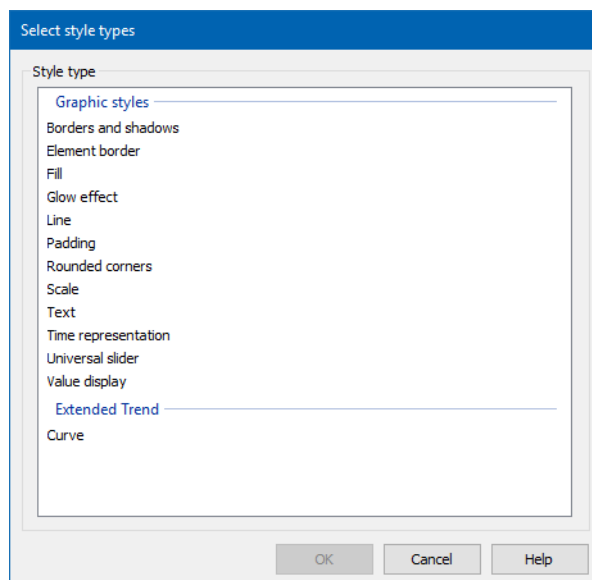 Select style types
Style type
Graphic styles
Borders and shadows
Element border
Fill
Glow effect
Line
Padding
Rounded corners
Scale
Text
Time representation
Universal slider
Value display
Extended Trend
Curve
OK Cancel Help